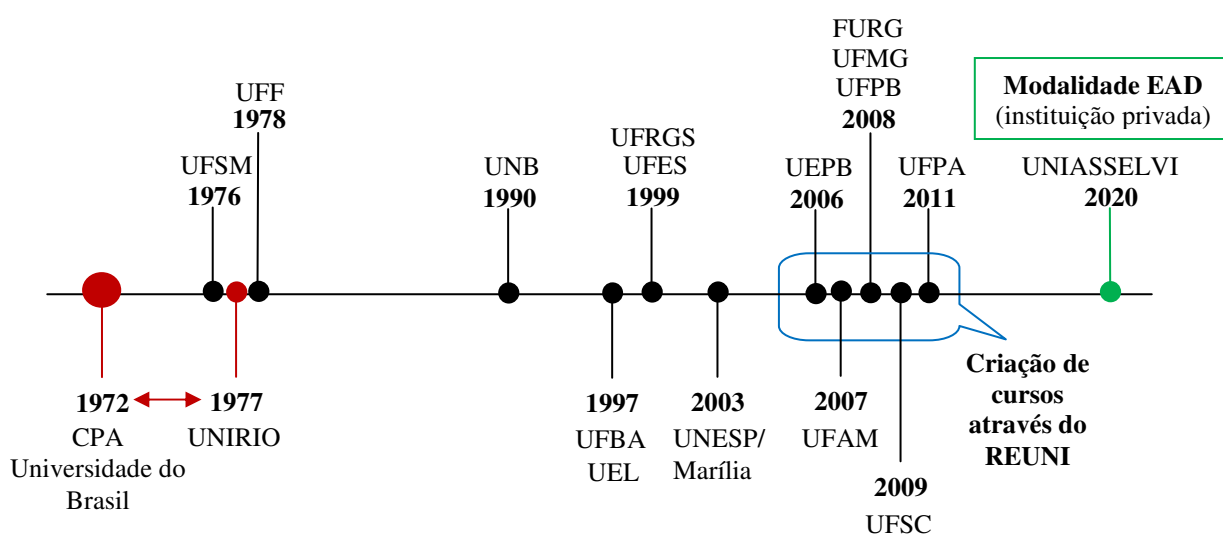 FURG
UFMG
UFPB
2008
Modalidade EAD
(instituição privada)
UFF
1978
UFRGS
UFES
1999
UFSM
1976
UNB
1990
UEPB
2006
UFPA
2011
UNIASSELVI
2020
1972
CPA
Universidade do
Brasil
1977
UNIRIO
1997
UFBA
UEL
2003
UNESP/
Marília
2007
UFAM
2009
UFSC
Criação de
cursos
através do
REUNI